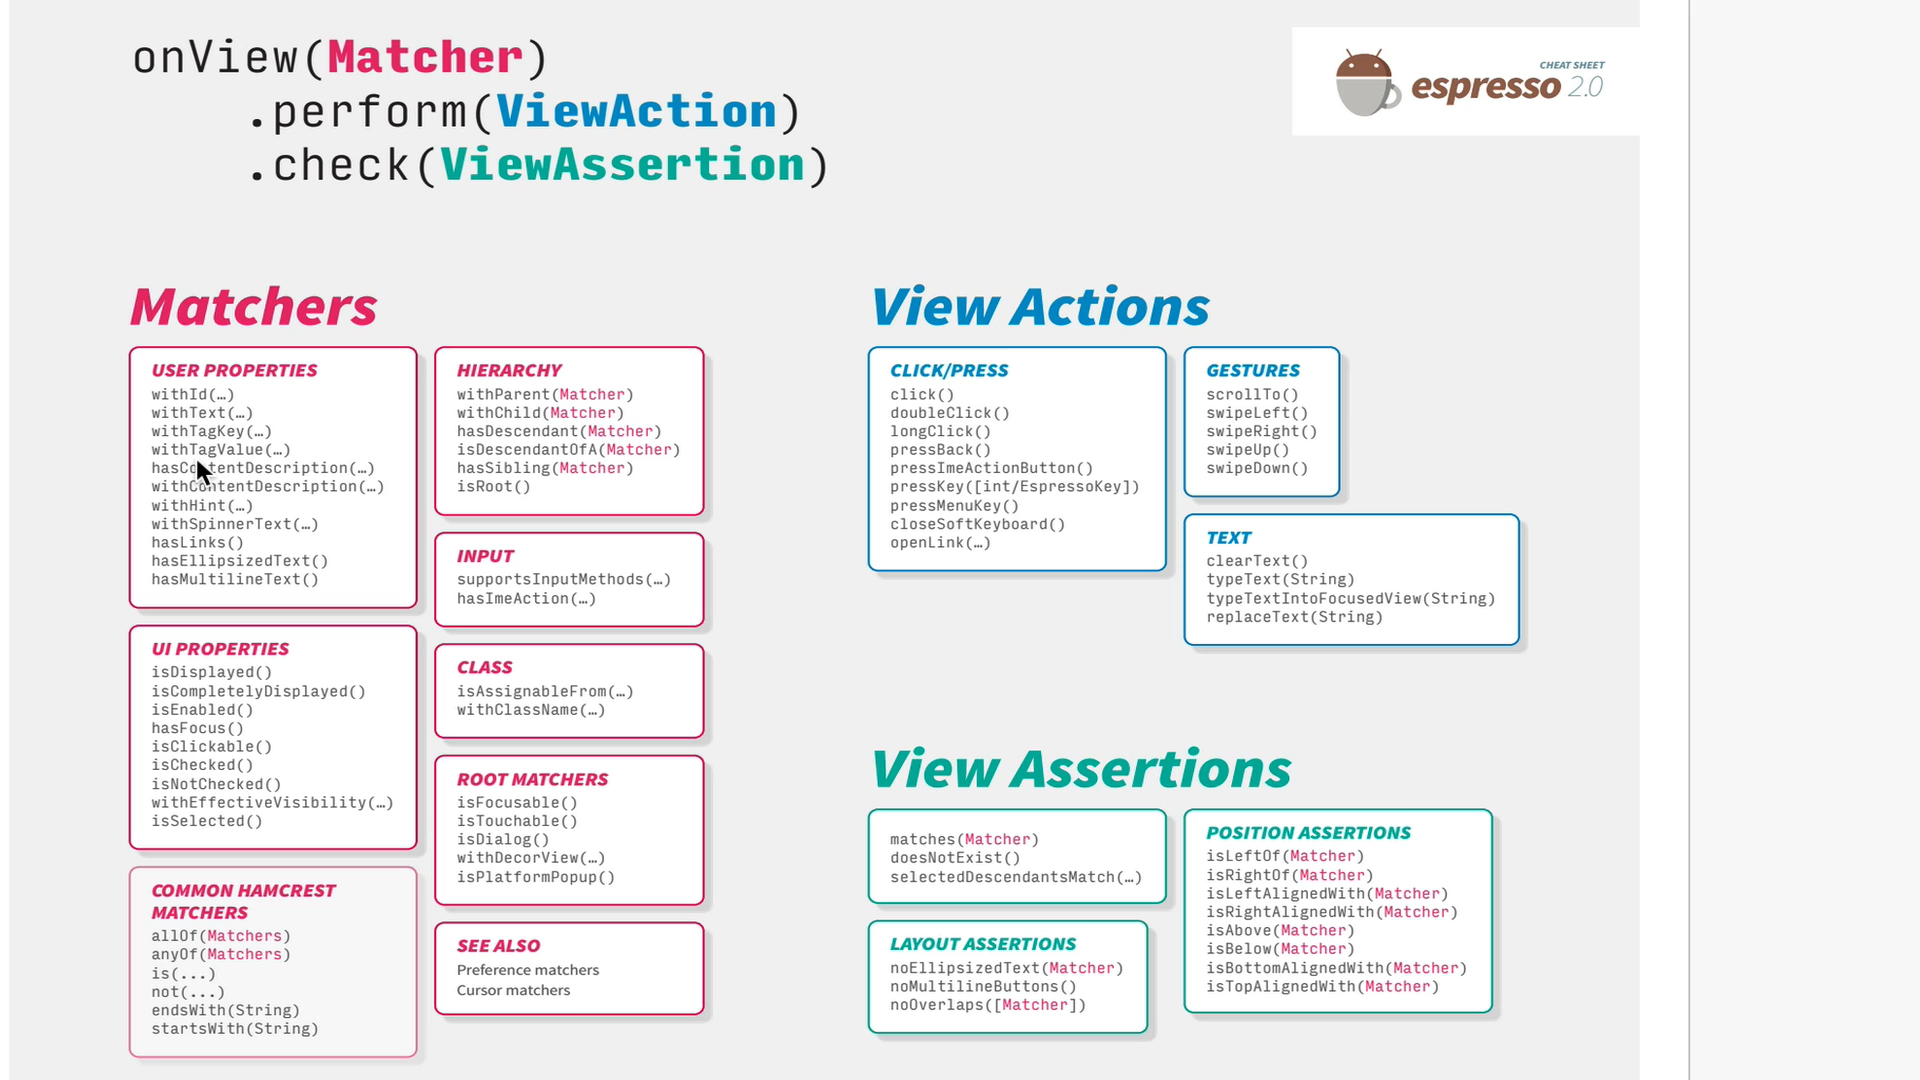 onView(Matcher)
.perform(ViewAction)
.check(ViewAssertion)
CHEAT SHEET
espresso 2.0
Matchers
USER PROPERTIES
withId(…)
withText(…)
withTagKey(…)
withTagValue(…)
hasContentDescription(…)
withContentDescription(…)
withHint(…)
withSpinnerText(…)
hasLinks()
hasEllipsizedText()
hasMultilineText()
UI PROPERTIES
isDisplayed()
isCompletelyDisplayed()
isEnabled()
hasFocus()
isClickable()
isChecked()
isNotChecked()
withEffectiveVisibility(…)
isSelected()
COMMON HAMCREST
MATCHERS
allOf(Matchers)
anyOf(Matchers)
is(...)
not(...)
endsWith(String)
startsWith(String)
HIERARCHY
withParent(Matcher)
withChild(Matcher)
hasDescendant(Matcher)
isDescendantOfA(Matcher)
hasSibling(Matcher)
isRoot()
INPUT
supportsInputMethods(…)
hasImeAction(…)
CLASS
isAssignableFrom(…)
withClassName(…)
ROOT MATCHERS
isFocusable()
isTouchable()
isDialog()
withDecorView(…)
isPlatformPopup()
SEE ALSO
Preference matchers
Cursor matchers
View Actions
CLICK/PRESS
click()
doubleClick()
longClick()
pressBack()
pressImeActionButton()
pressKey([int/EspressoKey])
pressMenuKey()
closeSoftKeyboard()
openLink(…)
GESTURES
scrollTo()
swipeLeft()
swipeRight()
swipeUp()
swipeDown()
TEXT
clearText()
typeText(String)
typeTextIntoFocusedView(String)
replaceText(String)
View Assertions
matches(Matcher)
doesNotExist()
selectedDescendantsMatch(…)
LAYOUT ASSERTIONS
noEllipsizedText(Matcher)
noMultilineButtons()
noOverlaps([Matcher])
POSITION ASSERTIONS
isLeftOf(Matcher)
isRightOf(Matcher)
isLeftAlignedWith(Matcher)
isRightAlignedWith(Matcher)
isAbove(Matcher)
isBelow(Matcher)
isBottomAlignedWith(Matcher)
isTopAlignedWith(Matcher)